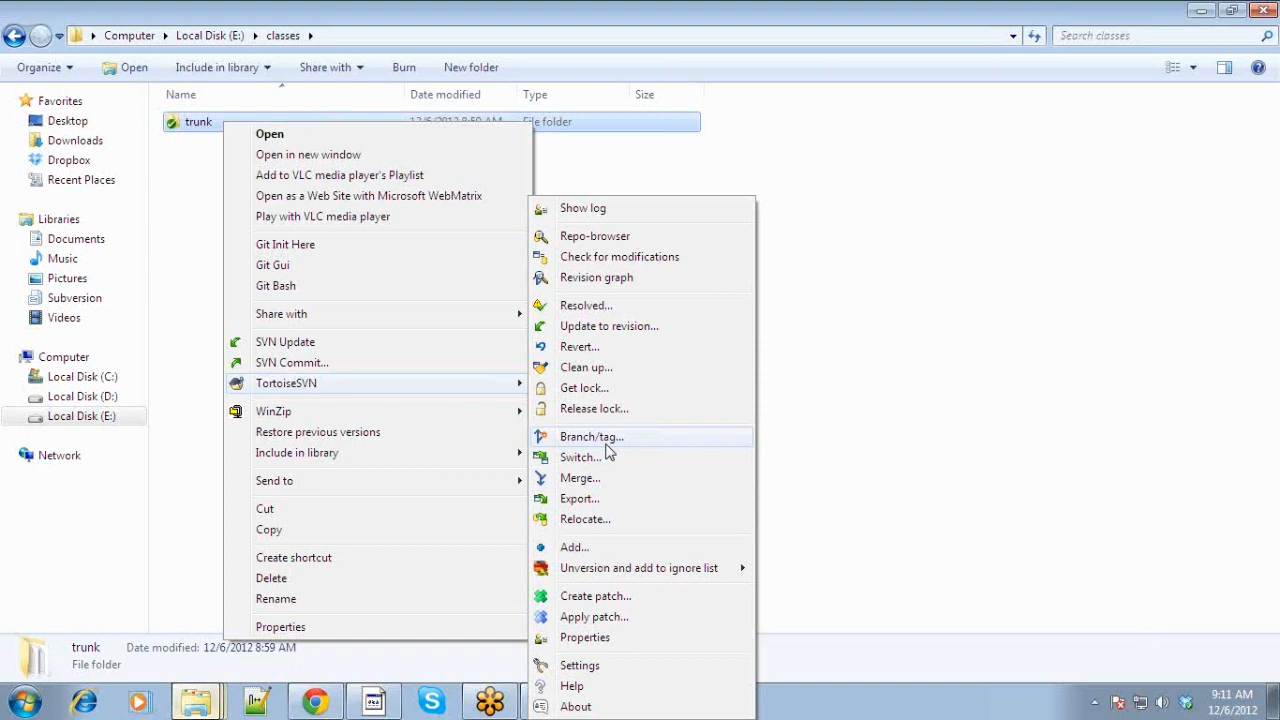 Computer
Local Disk (E:)
classes
Search classes
Organize
Open
Include in library
Share with
Burn
New folder
Favorites
Desktop
Downloads
Dropbox
Recent Places
Libraries
Documents
Music
Pictures
Subversion
Videos
Computer
Local Disk (C:)
Local Disk (D:)
Local Disk (E:)
Network
Name
Date modified
Type
Size
trunk
12/6/2012 8:59 AM
File folder
Open
Open in new window
Add to VLC media player's Playlist
Open as a Web Site with Microsoft WebMatrix
Play with VLC media player
Git Init Here
Git Gui
Git Bash
Share with
SVN Update
SVN Commit...
TortoiseSVN
WinZip
Restore previous versions
Include in library
Send to
Cut
Copy
Create shortcut
Delete
Rename
Properties
Show log
Repo-browser
Check for modifications
Revision graph
Resolved...
Update to revision...
Revert...
Clean up...
Get lock...
Release lock...
Branch/tag...
Switch...
Merge...
Export...
Relocate...
Add...
Unversion and add to ignore list
Create patch...
Apply patch...
Properties
Settings
Help
About
trunk
Date modified: 12/6/2012 8:59 AM
File folder
9:11 AM
12/6/2012